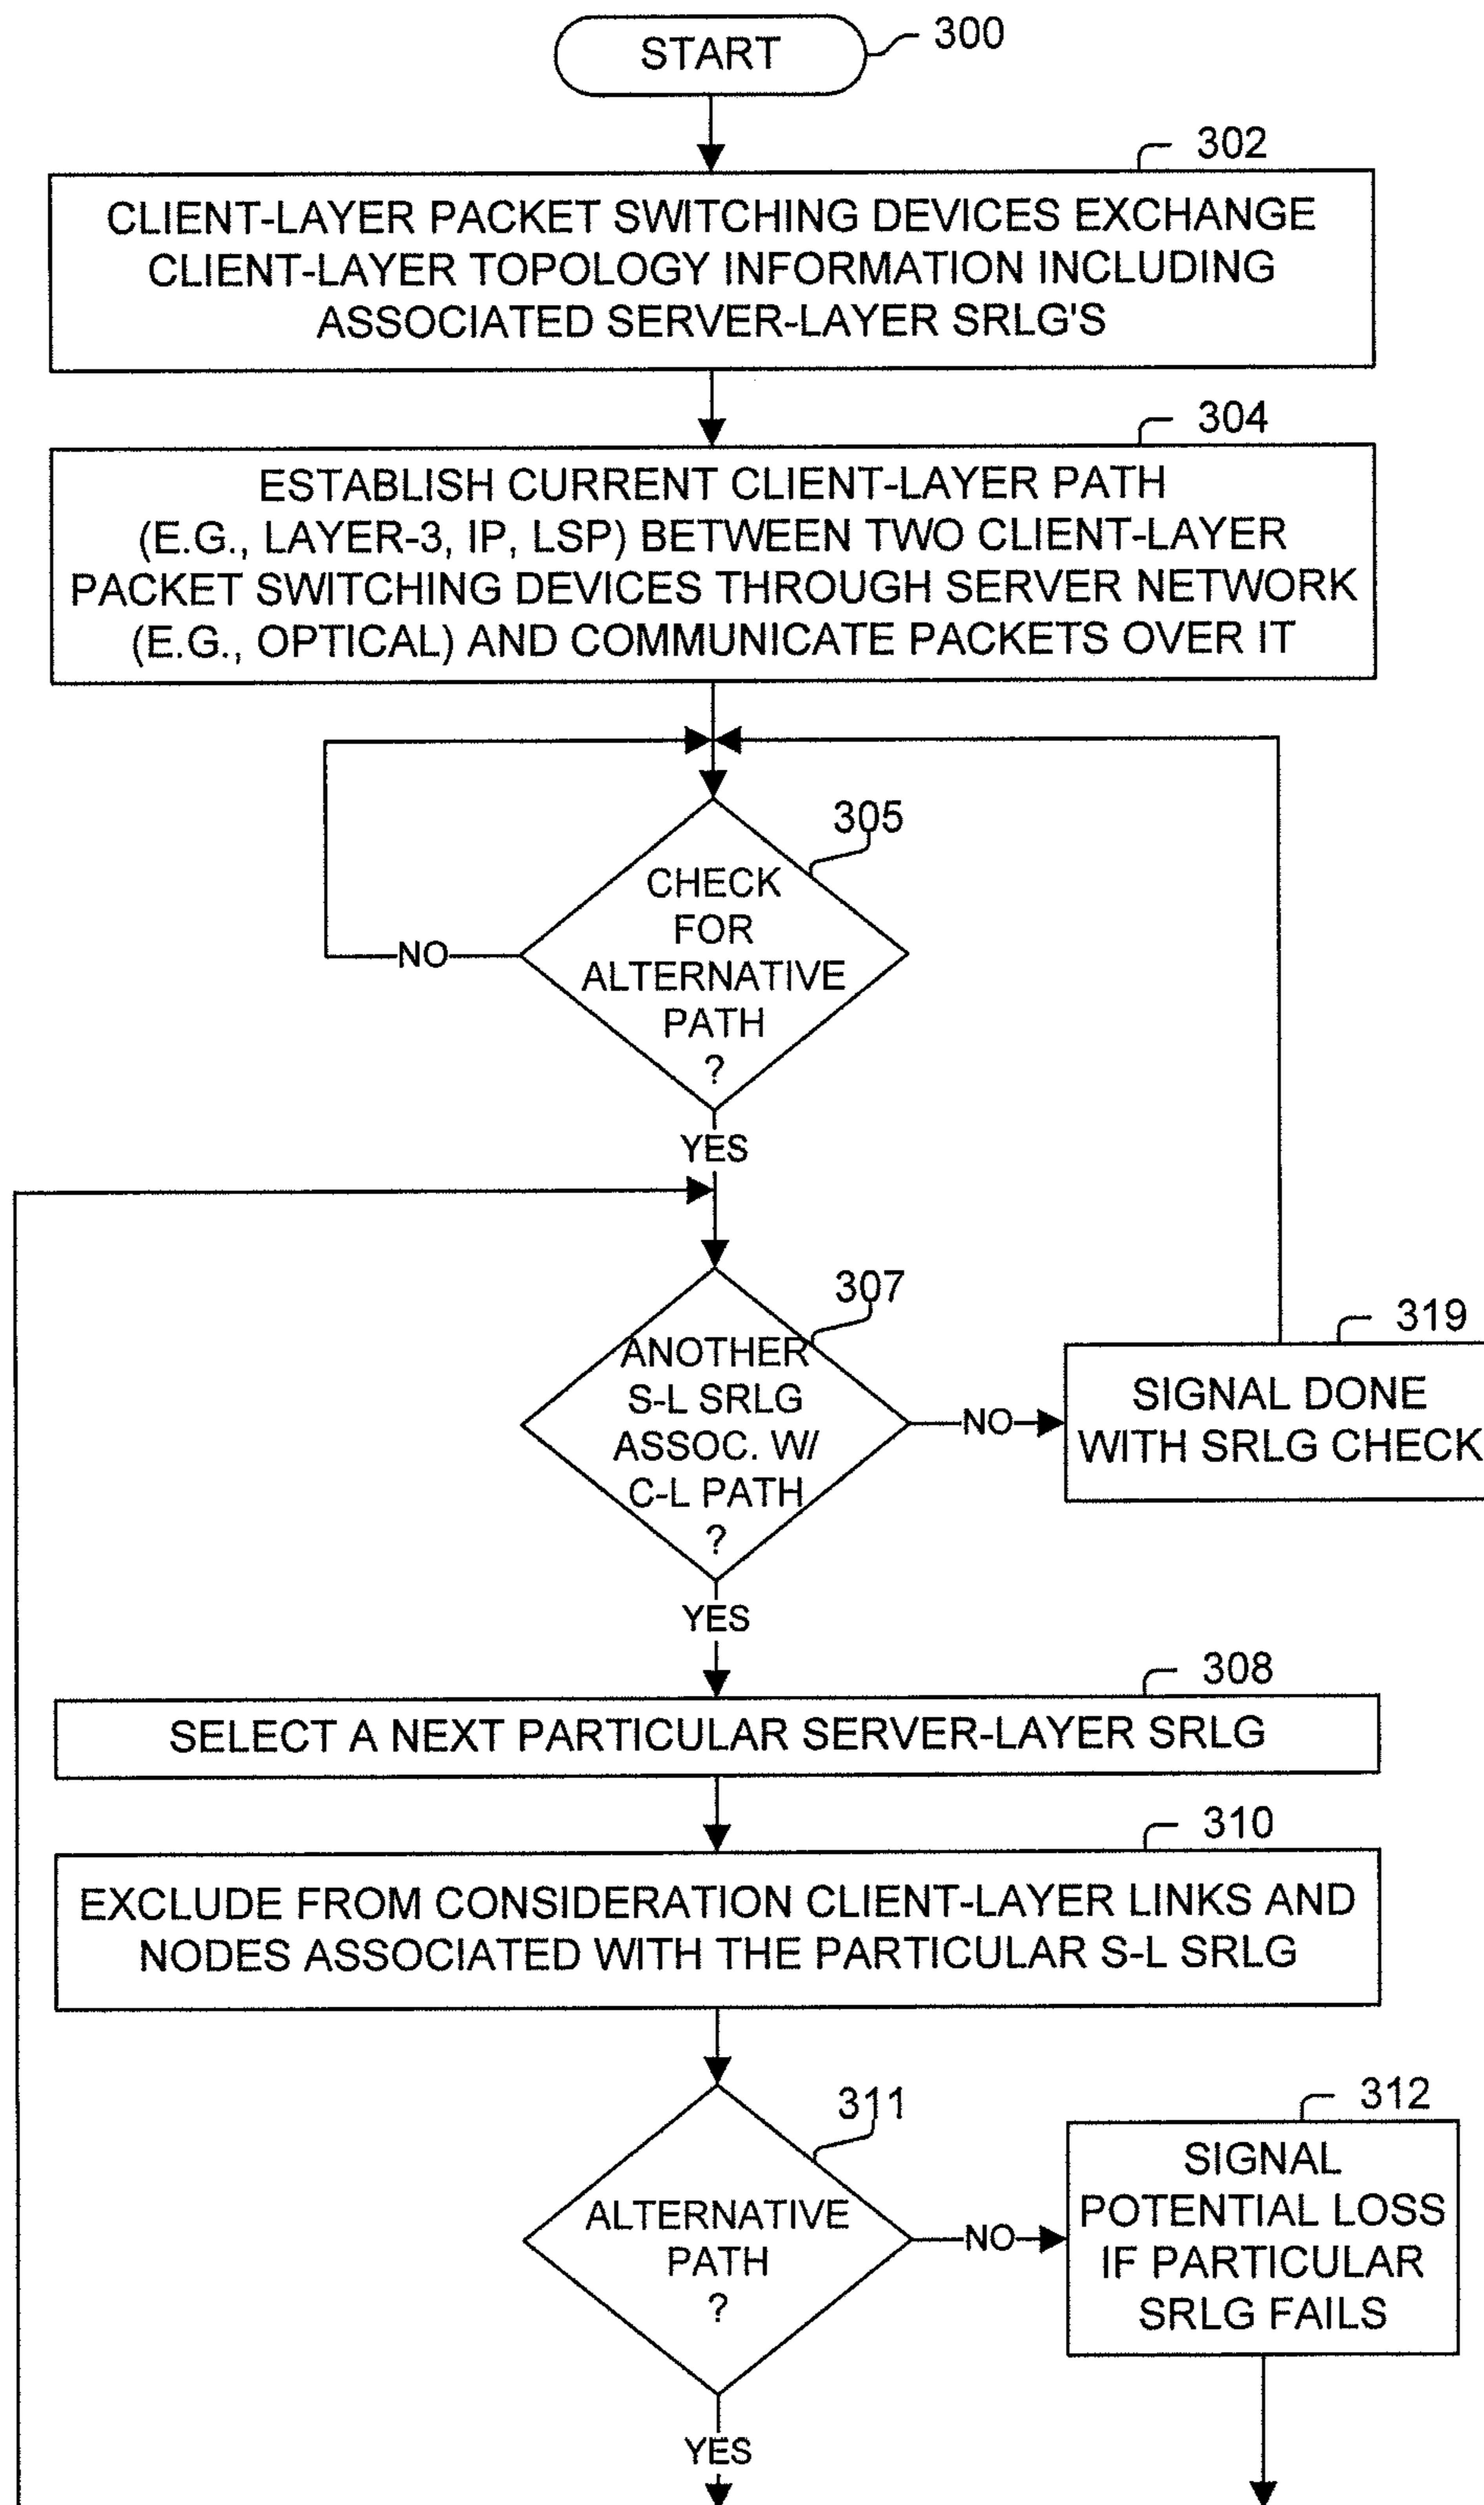 START
300
302
CLIENT-LAYER PACKET SWITCHING DEVICES EXCHANGE
CLIENT-LAYER TOPOLOGY INFORMATION INCLUDING
ASSOCIATED SERVER-LAYER SRLG'S
304
ESTABLISH CURRENT CLIENT-LAYER PATH
(E.G., LAYER-3, IP, LSP) BETWEEN TWO CLIENT-LAYER
PACKET SWITCHING DEVICES THROUGH SERVER NETWORK
(E.G., OPTICAL) AND COMMUNICATE PACKETS OVER IT
305
CHECK
FOR
ALTERNATIVE
PATH
?
NO
YES
307
ANOTHER
S-L SRLG
ASSOC. W/
C-L PATH
?
NO
319
SIGNAL DONE
WITH SRLG CHECK
YES
308
SELECT A NEXT PARTICULAR SERVER-LAYER SRLG
310
EXCLUDE FROM CONSIDERATION CLIENT-LAYER LINKS AND
NODES ASSOCIATED WITH THE PARTICULAR S-L SRLG
311
ALTERNATIVE
PATH
?
NO
312
SIGNAL
POTENTIAL LOSS
IF PARTICULAR
SRLG FAILS
YES